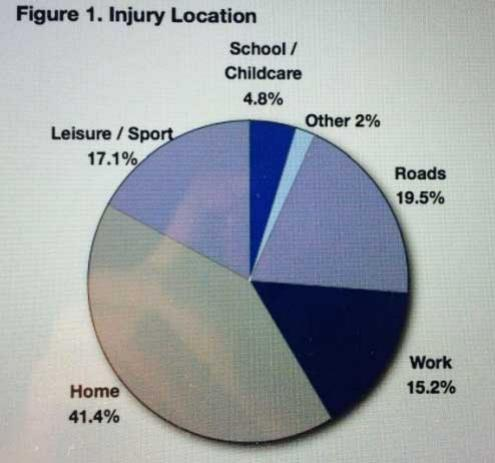 Figure 1. Injury Location
School /
Childcare
4.8%
Other 2%
Leisure / Sport
17.1%
Roads
19.5%
Work
15.2%
Home
41.4%